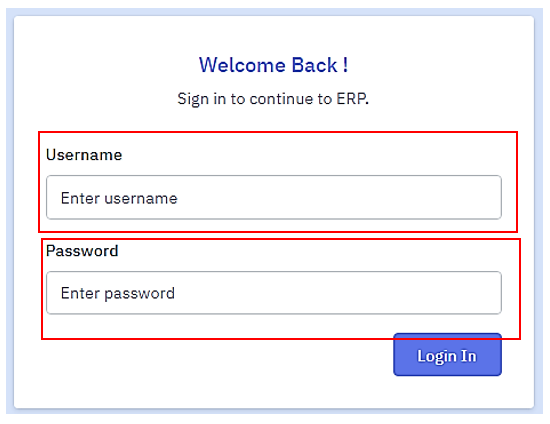 Welcome Back !
Sign in to continue to ERP.
Username
Enter username
Password
Enter password
Login In